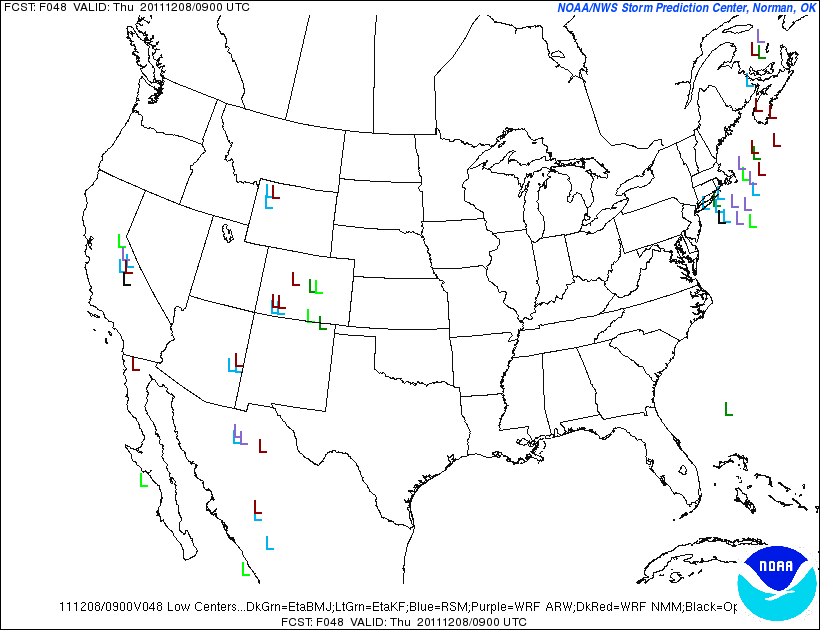 FCST: F048 VALID: Thu 20111208/0900 UTC
NOAA/NWS Storm Prediction Center, Norman, OK
L L L L L L L L L L L L L L L L L L L L L L L L L L L L L L L L L L L L L L L L L L L L L L L L L L L L L L L
NOAA
111208/0900V048 Low Centers...DkGrn=EtaBMJ;LtGrn=EtaKF;Blue=RSM;Purple=WRF ARW;DkRed=WRF NMM;Black=Op
FCST: F048 VALID: Thu 20111208/0900 UTC